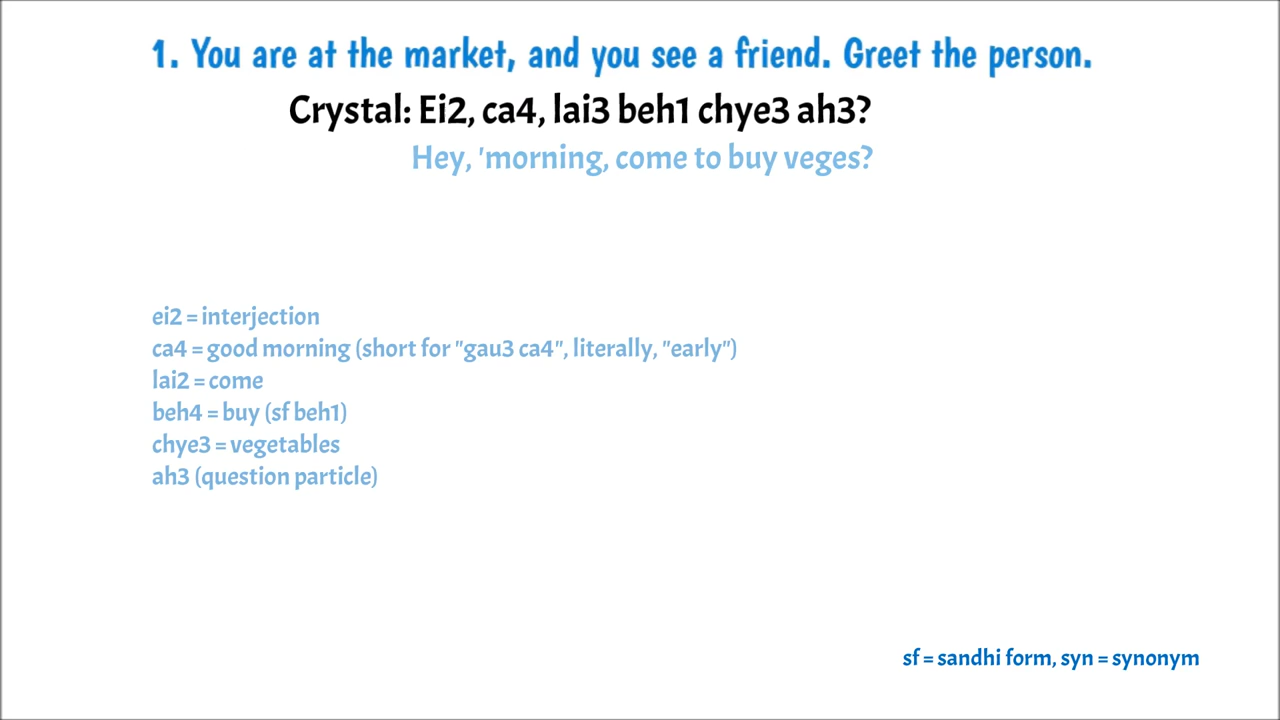 1. You are at the market, and you see a friend. Greet the person.
Crystal: Ei2, ca4, lai3 beh1 chye3 ah3?
Hey, 'morning, come to buy veges?
ei2 = interjection
ca4 = good morning (short for "gau3 ca4", literally, "early")
lai2 = come
beh4 = buy (sf beh1)
chye3 = vegetables
ah3 (question particle)
sf = sandhi form, syn = synonym